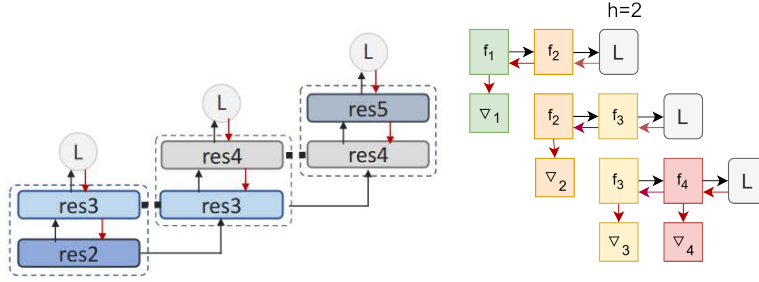 h=2
L
res5
res4
L
res4
res3
L
res3
res2
f1 f2 L
▽1
f2 f3 L
▽2
f3 f4 L
▽3 ▽4